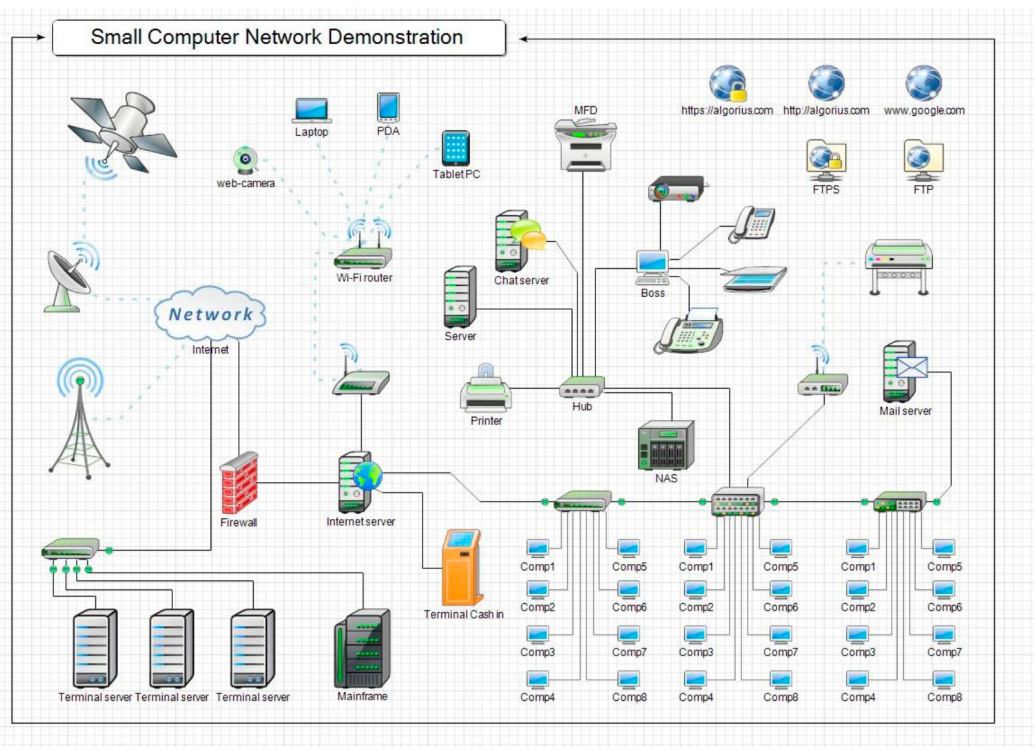 Small Computer Network Demonstration
Laptop
PDA
web-camera
Tablet PC
MFD
https://algorius.com
http://algorius.com
www.google.com
FTPS
FTP
Wi-Fi router
Chat server
Boss
Network
Internet
Server
Printer
Hub
Mail server
NAS
Firewall
Internet server
Terminal Cash in
Comp1
Comp5
Comp1
Comp5
Comp1
Comp5
Comp2
Comp6
Comp2
Comp6
Comp2
Comp6
Comp3
Comp7
Comp3
Comp7
Comp3
Comp7
Comp4
Comp8
Comp4
Comp8
Comp4
Comp8
Terminal server
Terminal server
Terminal server
Mainframe